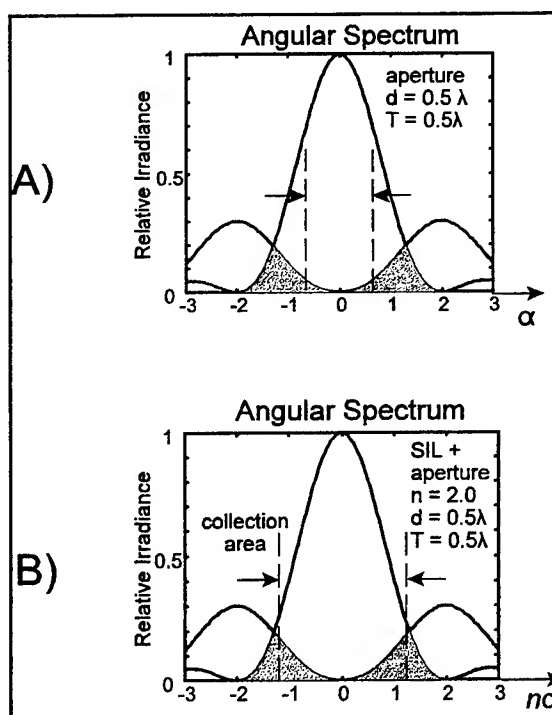 A)
Angular Spectrum
Relative Irradiance
1
0.5
0
aperture
d = 0.5 λ
T = 0.5λ
-3 -2 -1 0 1 2 3
α
B)
Angular Spectrum
Relative Irradiance
1
0.5
0
collection
area
SIL +
aperture
n = 2.0
d = 0.5λ
T = 0.5λ
-3 -2 -1 0 1 2 3